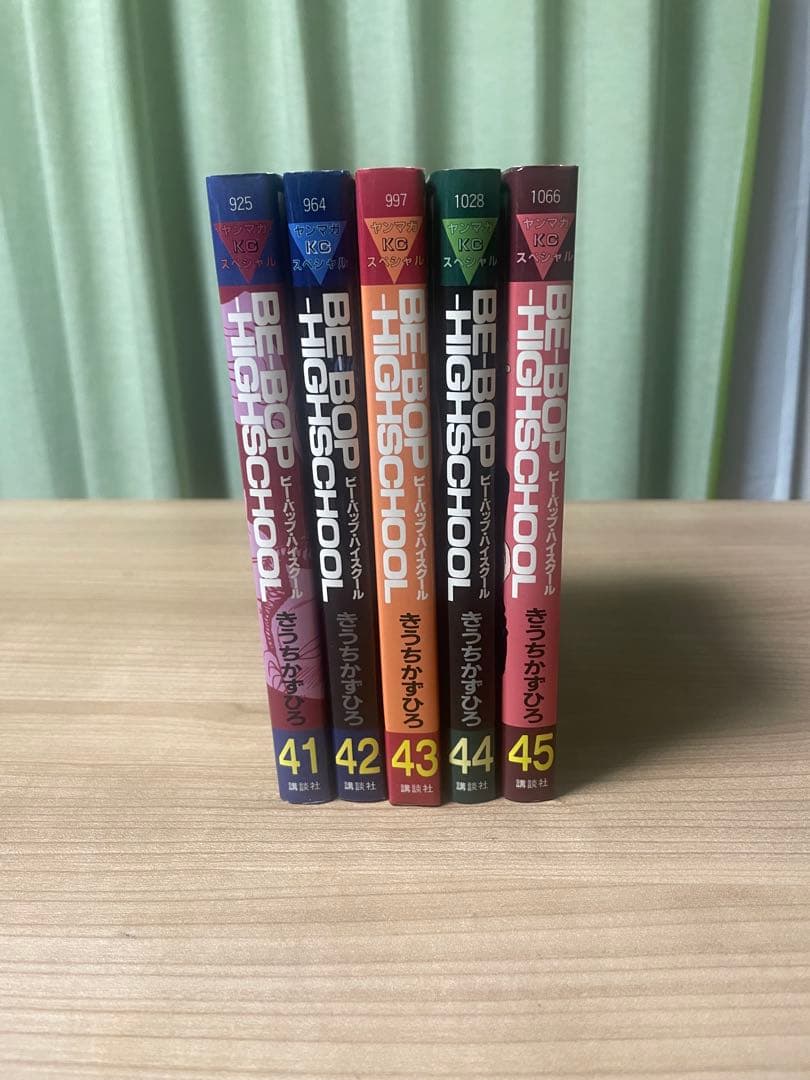 925
ヤンマガ
KC
スペシャル
BE-BOP
-HIGHSCHOOL
ビー・バップ・ハイスクール
きうちかずひろ
41
講談社
964
ヤンマガ
KC
スペシャル
BE-BOP
-HIGHSCHOOL
ビー・バップ・ハイスクール
きうちかずひろ
42
講談社
997
ヤンマガ
KC
スペシャル
BE-BOP
-HIGHSCHOOL
ビー・バップ・ハイスクール
きうちかずひろ
43
講談社
1028
ヤンマガ
KC
スペシャル
BE-BOP
-HIGHSCHOOL
ビー・バップ・ハイスクール
きうちかずひろ
44
講談社
1066
ヤンマガ
KC
スペシャル
BE-BOP
-HIGHSCHOOL
ビー・バップ・ハイスクール
きうちかずひろ
45
講談社